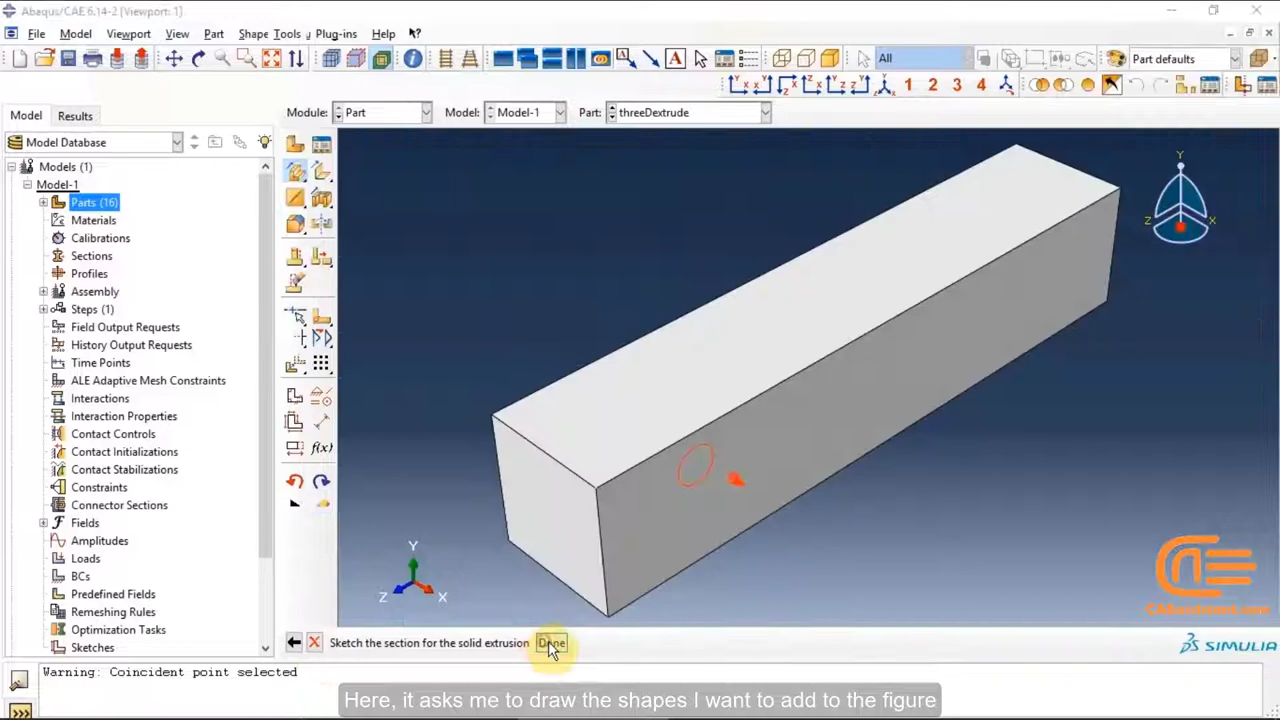 Abaqus/CAE 6.14-2 [Viewport: 1]
File Model Viewport View Part Shape Tools Plug-ins Help
All
Part defaults
1 2 3 4
Model Results
Module: Part Model: Model-1 Part: threeDextrude
Model Database
Models (1)
Model-1
Parts (16)
Materials
Calibrations
Sections
Profiles
Assembly
Steps (1)
Field Output Requests
History Output Requests
Time Points
ALE Adaptive Mesh Constraints
Interactions
Interaction Properties
Contact Controls
Contact Initializations
Contact Stabilizations
Constraints
Connector Sections
Fields
Amplitudes
Loads
BCs
Predefined Fields
Remeshing Rules
Optimization Tasks
Sketches
f(x)
Y
Z X
Y
Z X
CAEassistant.com
Sketch the section for the solid extrusion Done
SIMULIA
Warning: Coincident point selected
Here, it asks me to draw the shapes I want to add to the figure